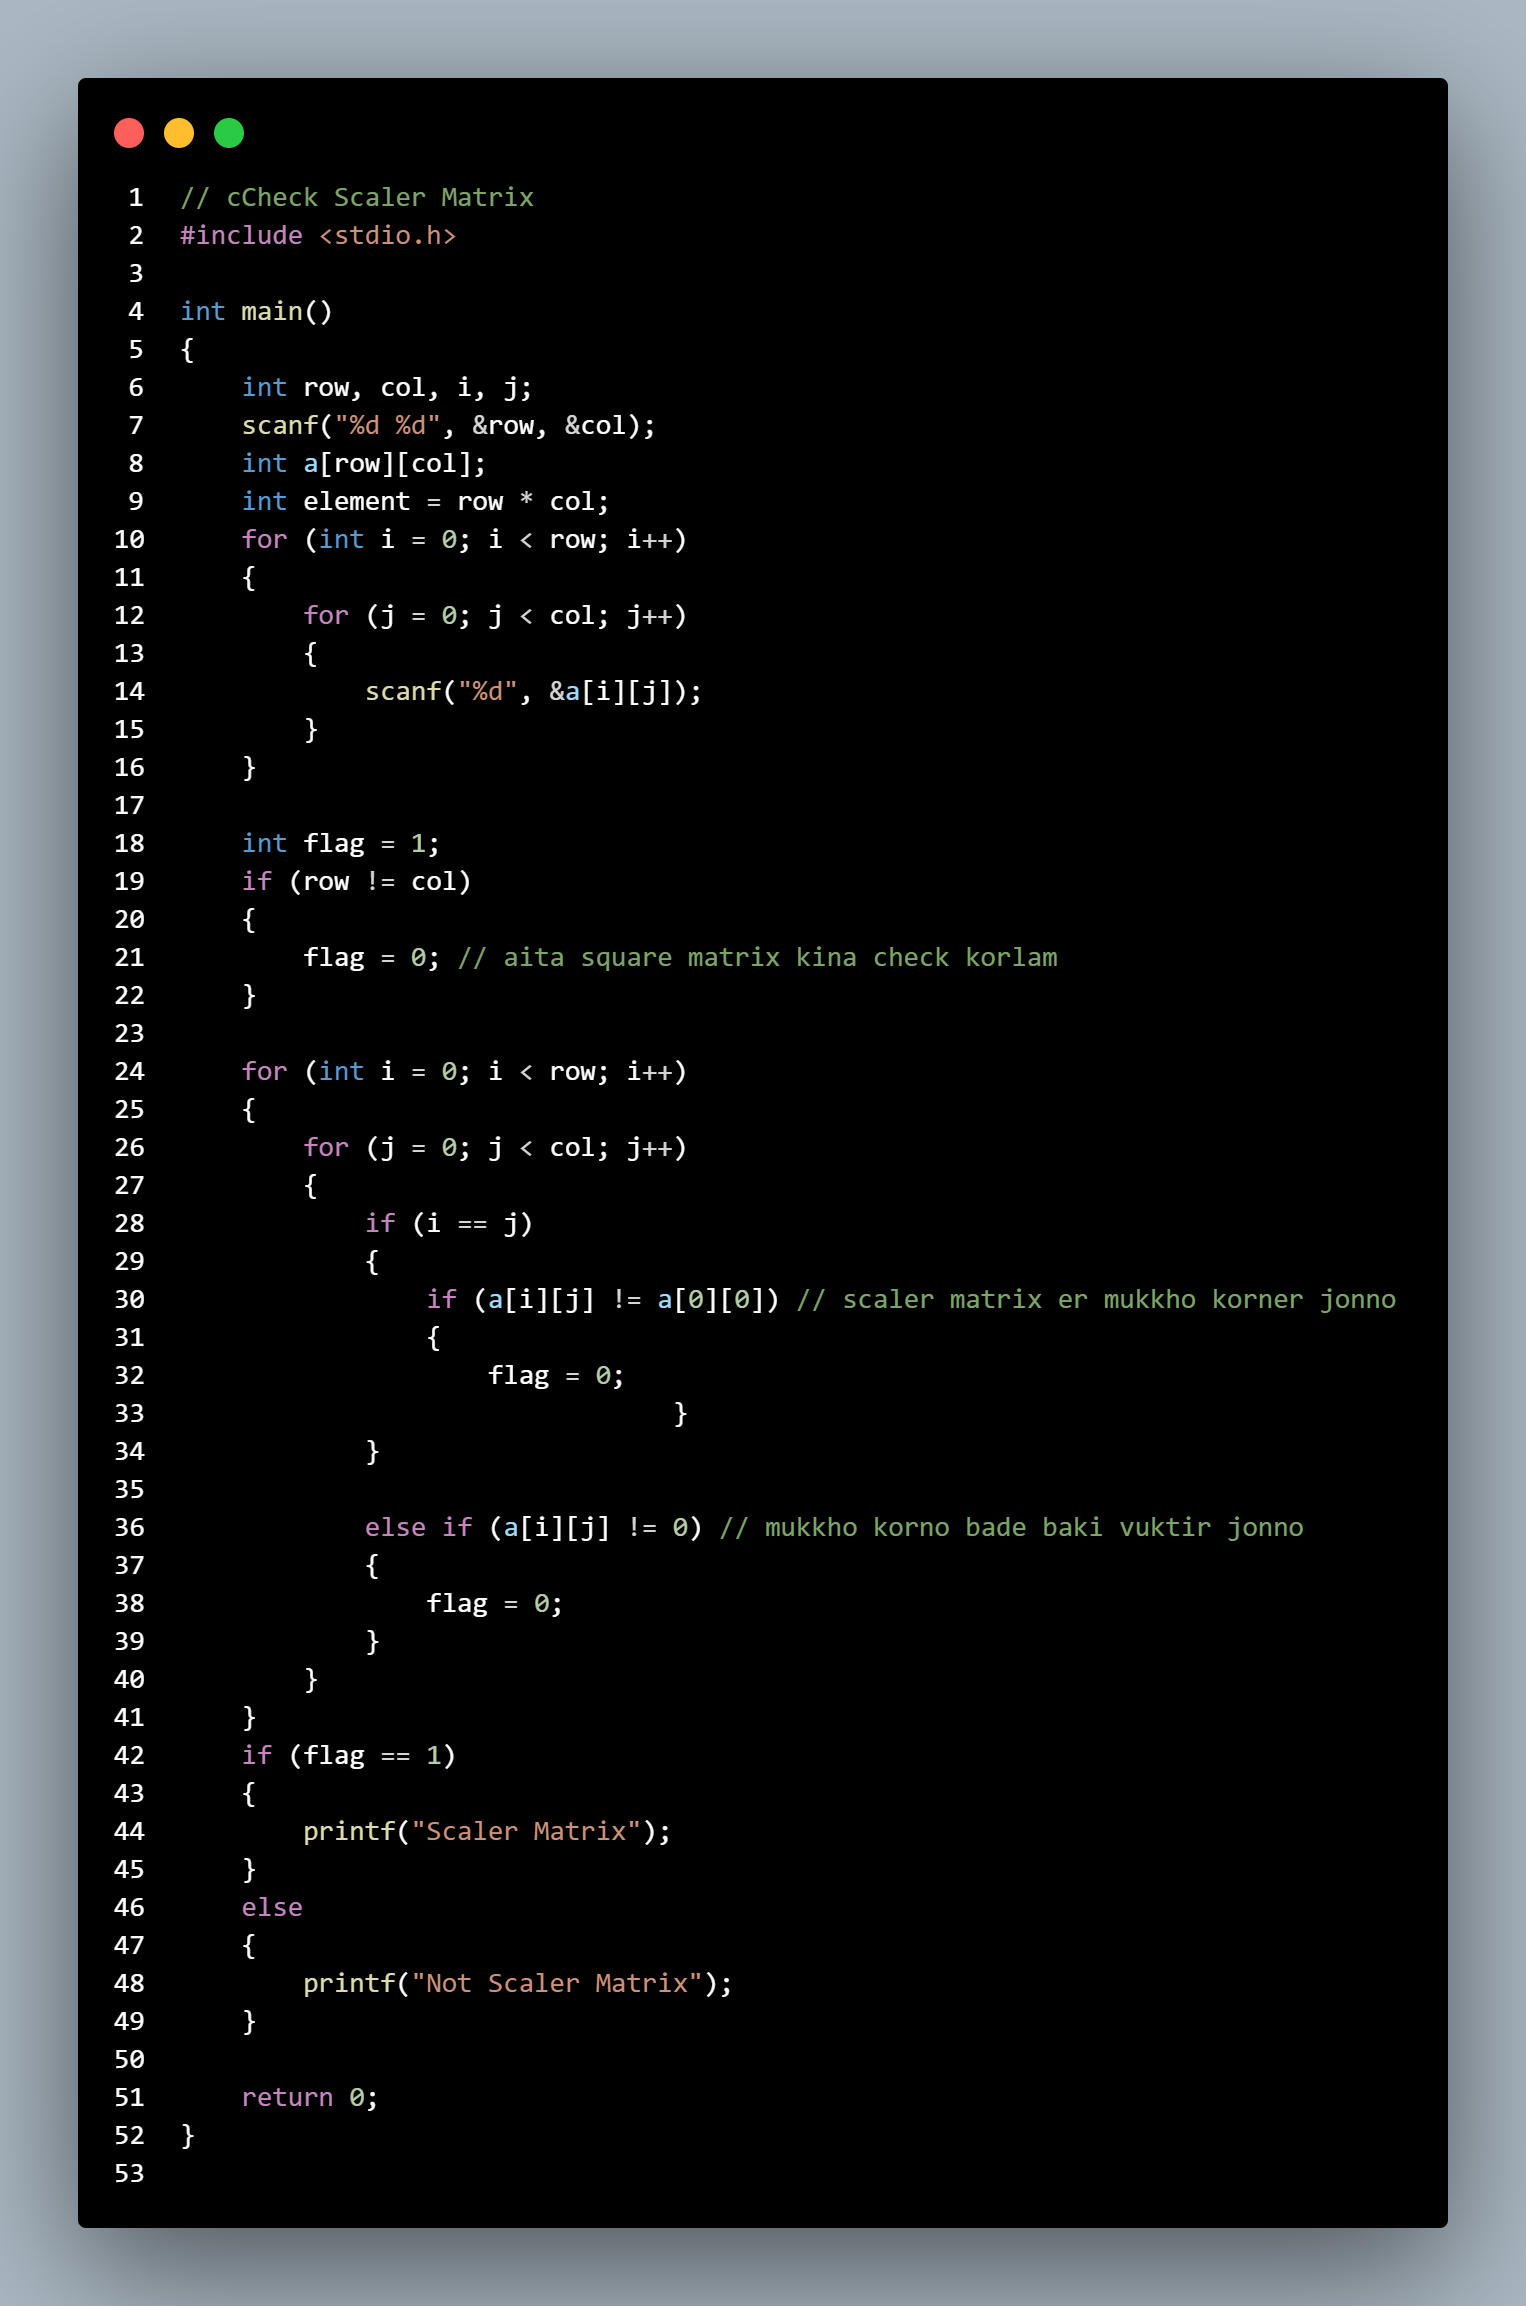 1 // cCheck Scaler Matrix
2 #include <stdio.h>
3
4 int main()
5 {
6     int row, col, i, j;
7     scanf("%d %d", &row, &col);
8     int a[row][col];
9     int element = row * col;
10     for (int i = 0; i < row; i++)
11     {
12         for (j = 0; j < col; j++)
13         {
14             scanf("%d", &a[i][j]);
15         }
16     }
17
18     int flag = 1;
19     if (row != col)
20     {
21         flag = 0; // aita square matrix kina check korlam
22     }
23
24     for (int i = 0; i < row; i++)
25     {
26         for (j = 0; j < col; j++)
27         {
28             if (i == j)
29             {
30                 if (a[i][j] != a[0][0]) // scaler matrix er mukkho korner jonno
31                 {
32                     flag = 0;
33                                 }
34             }
35
36             else if (a[i][j] != 0) // mukkho korno bade baki vuktir jonno
37             {
38                 flag = 0;
39             }
40         }
41     }
42     if (flag == 1)
43     {
44         printf("Scaler Matrix");
45     }
46     else
47     {
48         printf("Not Scaler Matrix");
49     }
50
51     return 0;
52 }
53